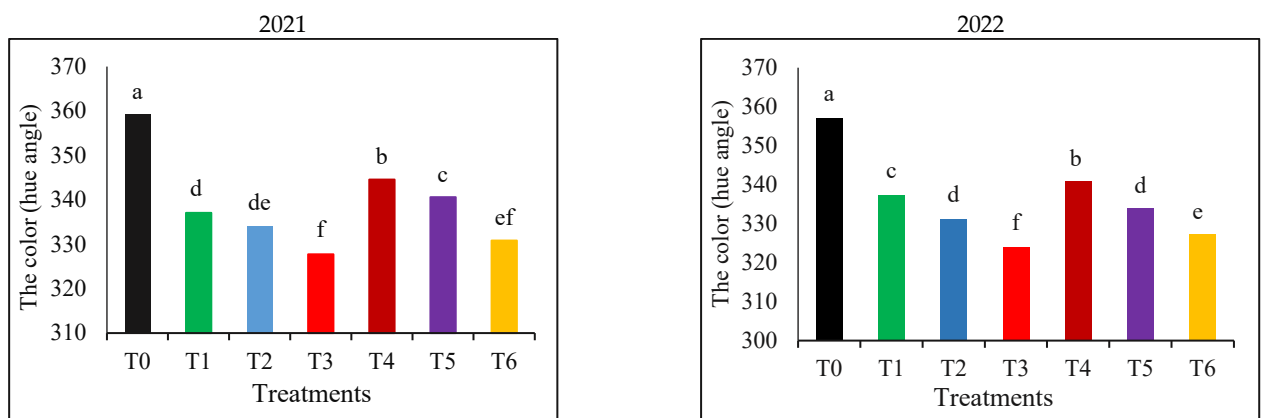 2021
The color (hue angle)
370
360
350
340
330
320
310
a
d
de
f
b
c
ef
T0 T1 T2 T3 T4 T5 T6
Treatments
2022
The color (hue angle)
370
360
350
340
330
320
310
300
a
c
d
f
b
d
e
T0 T1 T2 T3 T4 T5 T6
Treatments